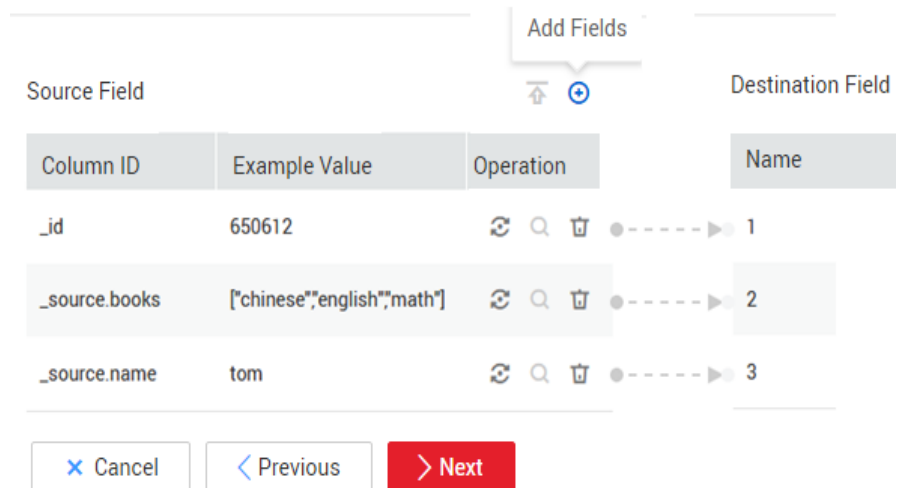 Add Fields
Source Field
Destination Field
Column ID Example Value Operation Name
_id 650612 1
_source.books ["chinese","english","math"] 2
_source.name tom 3
Cancel Previous Next